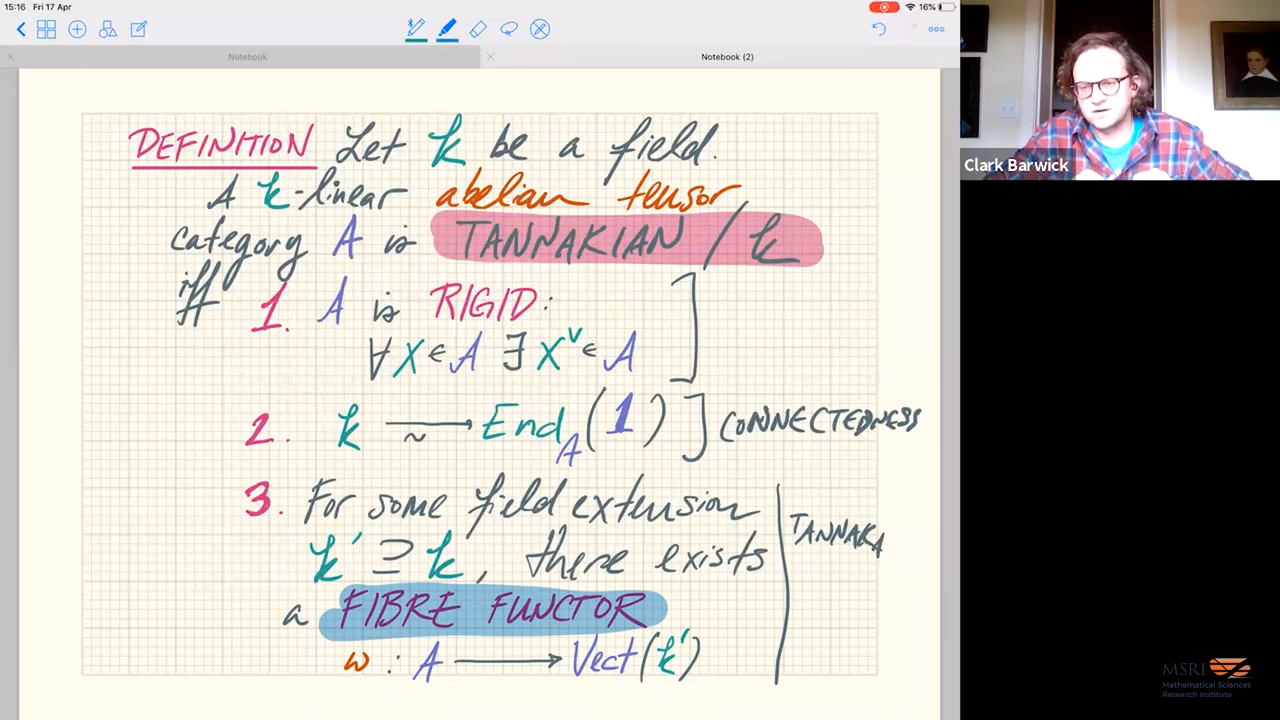 15:16 Fri 17 Apr
16%
Notebook
Notebook (2)
DEFINITION Let k be a field.
A k-linear abelian tensor
category A is TANNAKIAN / k
iff
1. A is RIGID:
∀ X ∈ A ∃ X^∨ ∈ A
2. k ⟶~ End_A (1) ] CONNECTEDNESS
3. For some field extension
k' ⊇ k, there exists
TANNAKA
a FIBRE FUNCTOR
ω : A ⟶ Vect(k')
Clark Barwick
MSRI
Mathematical Sciences
Research Institute